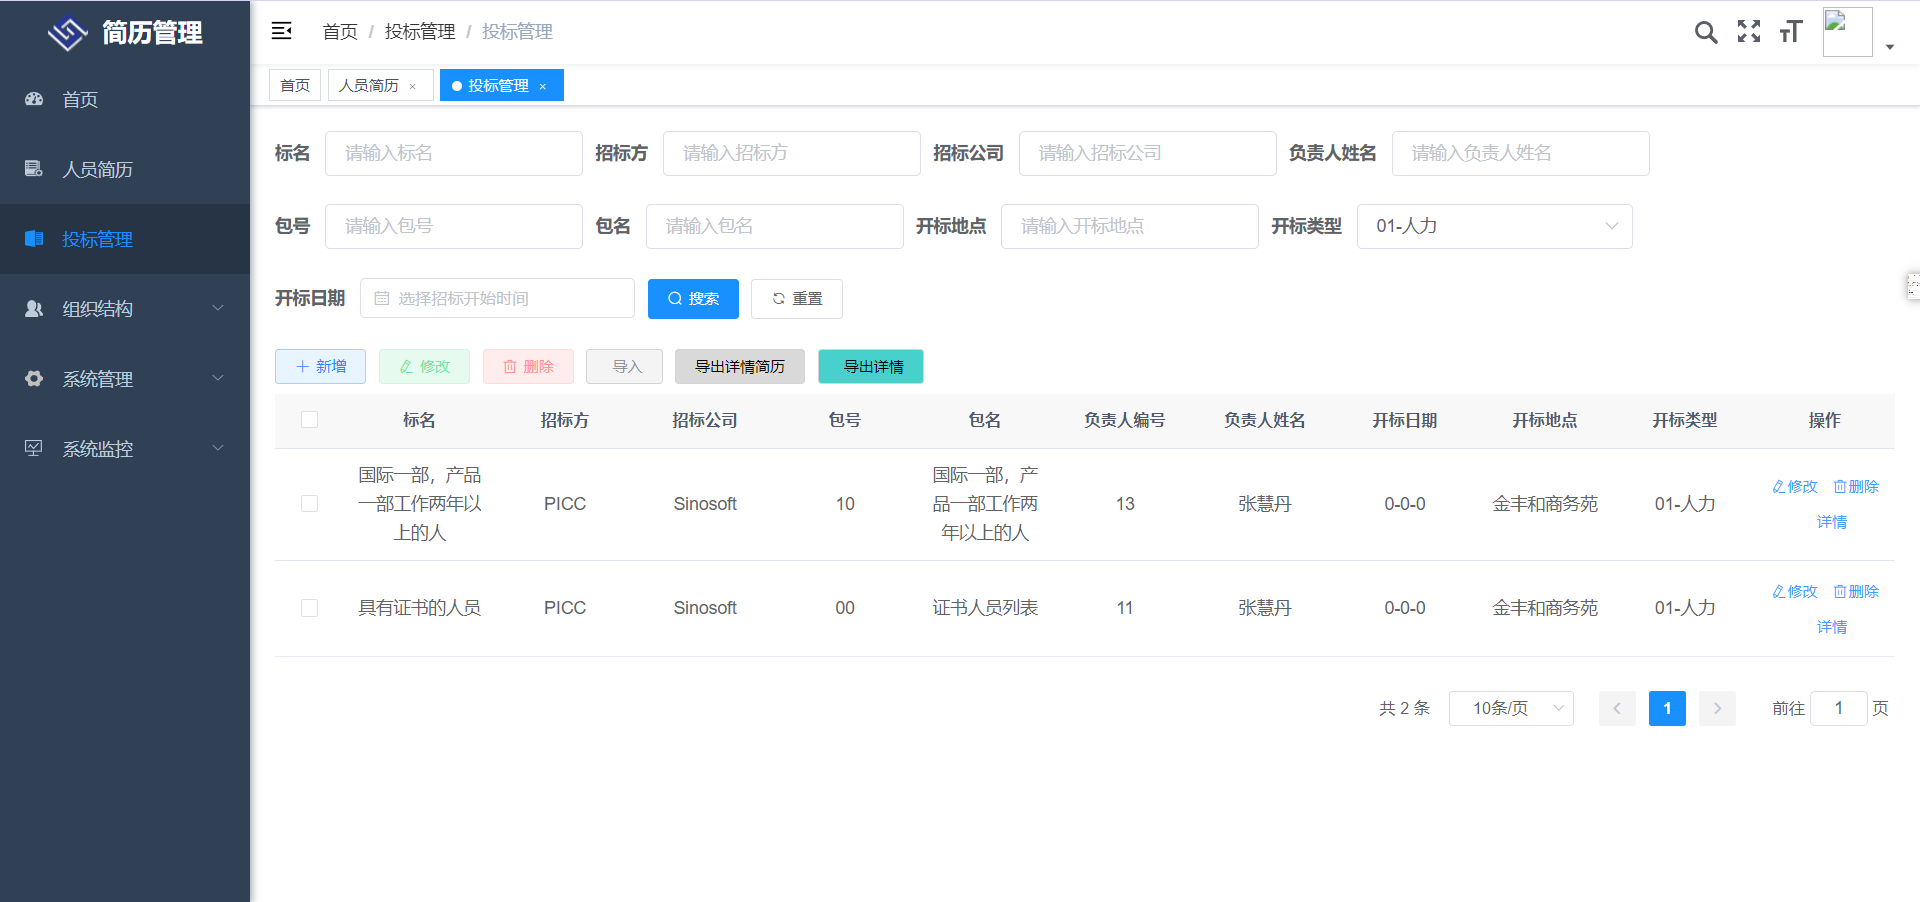 简历管理
首页 / 投标管理 / 投标管理
首页 人员简历 × 投标管理 ×
首页
人员简历
投标管理
组织结构
系统管理
系统监控
标名 请输入标名 招标方 请输入招标方 招标公司 请输入招标公司 负责人姓名 请输入负责人姓名
包号 请输入包号 包名 请输入包名 开标地点 请输入开标地点 开标类型 01-人力
开标日期 选择招标开始时间 搜索 重置
新增 修改 删除 导入 导出详情简历 导出详情
标名 招标方 招标公司 包号 包名 负责人编号 负责人姓名 开标日期 开标地点 开标类型 操作
国际一部，产品一部工作两年以上的人 PICC Sinosoft 10 国际一部，产品一部工作两年以上的人 13 张慧丹 0-0-0 金丰和商务苑 01-人力 修改 删除 详情
具有证书的人员 PICC Sinosoft 00 证书人员列表 11 张慧丹 0-0-0 金丰和商务苑 01-人力 修改 删除 详情
共 2 条 10条/页 1 前往 1 页